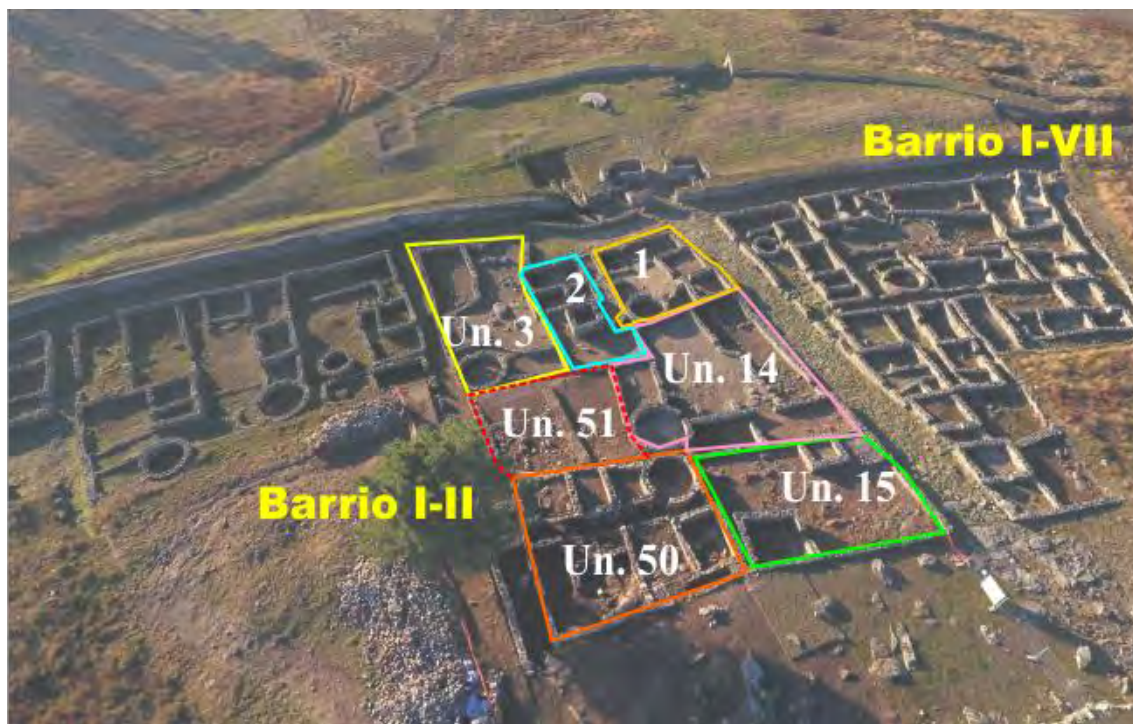 Barrio I-VII
1
2
Un. 3
Un. 14
Un. 51
Un. 15
Barrio I-II
Un. 50